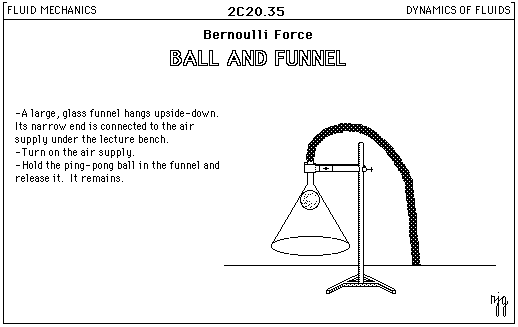 FLUID MECHANICS
2C20.35
DYNAMICS OF FLUIDS
Bernoulli Force
BALL AND FUNNEL
-A large, glass funnel hangs upside-down.
Its narrow end is connected to the air
supply under the lecture bench.
-Turn on the air supply.
-Hold the ping-pong ball in the funnel and
release it. It remains.
njg